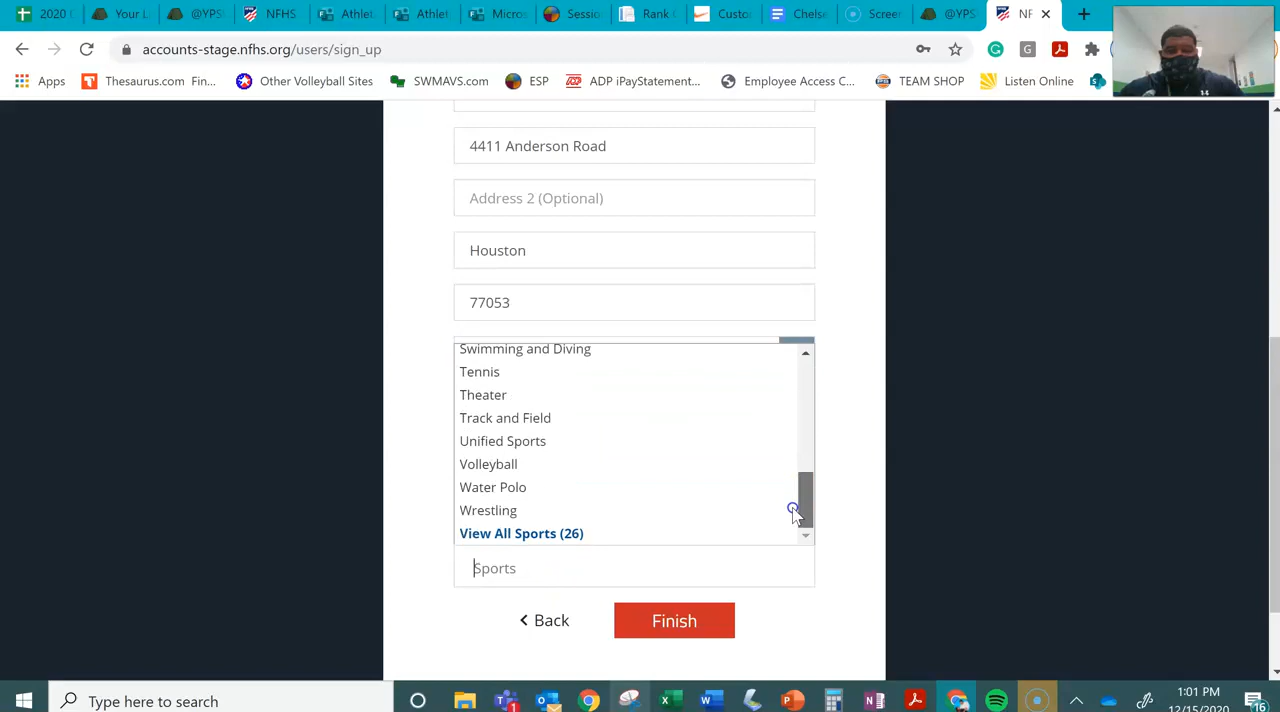 2020
Your L
@YPS
NFHS
Athlet
Athlet
Micros
Sessio
Rank
Custo
Chelse
Scree
@YPS
NF
accounts-stage.nfhs.org/users/sign_up
Apps
Thesaurus.com Fin...
Other Volleyball Sites
SWMAVS.com
ESP
ADP iPayStatement...
Employee Access C...
TEAM SHOP
Listen Online
4411 Anderson Road
Address 2 (Optional)
Houston
77053
Swimming and Diving
Tennis
Theater
Track and Field
Unified Sports
Volleyball
Water Polo
Wrestling
View All Sports (26)
Sports
Back
Finish
Type here to search
1:01 PM
12/15/2020
16